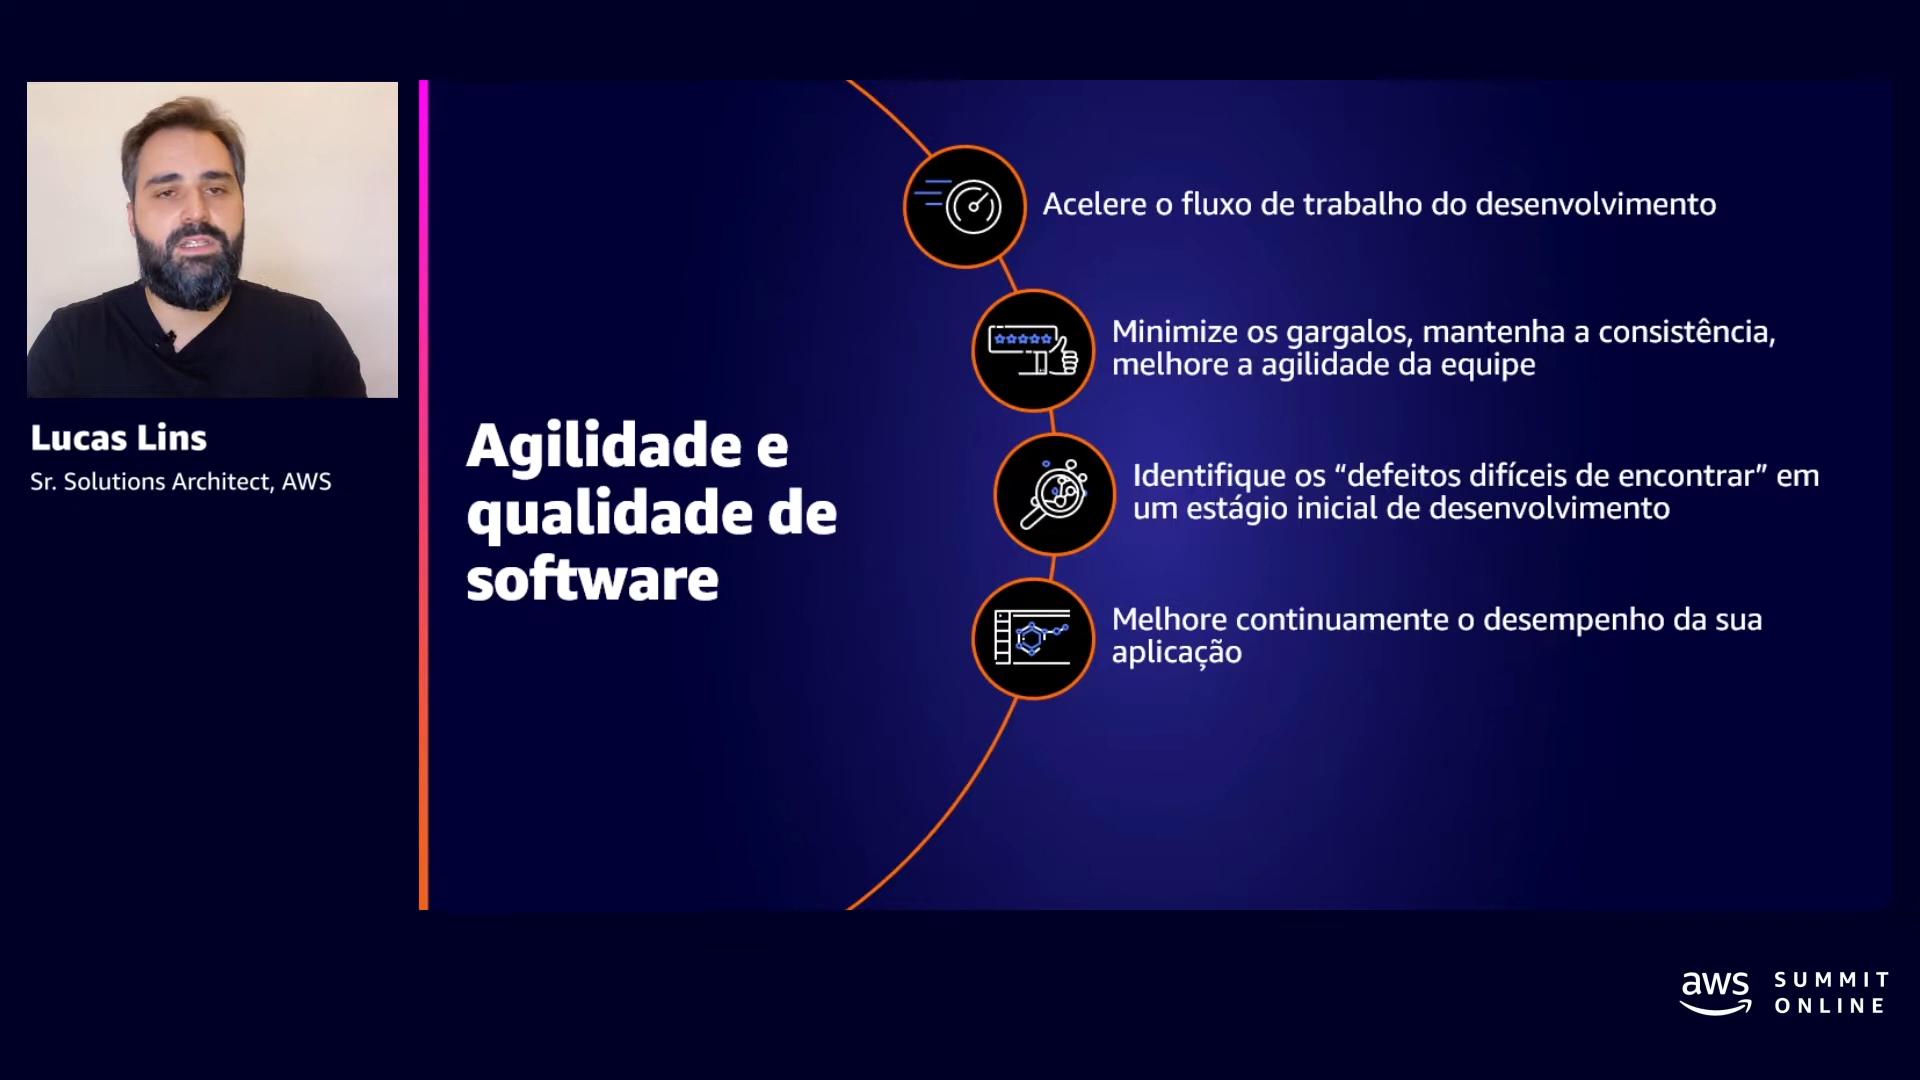 Lucas Lins
Sr. Solutions Architect, AWS
Agilidade e
qualidade de
software
Acelere o fluxo de trabalho do desenvolvimento
Minimize os gargalos, mantenha a consistência,
melhore a agilidade da equipe
Identifique os “defeitos difíceis de encontrar” em
um estágio inicial de desenvolvimento
Melhore continuamente o desempenho da sua
aplicação
aws
SUMMIT
ONLINE